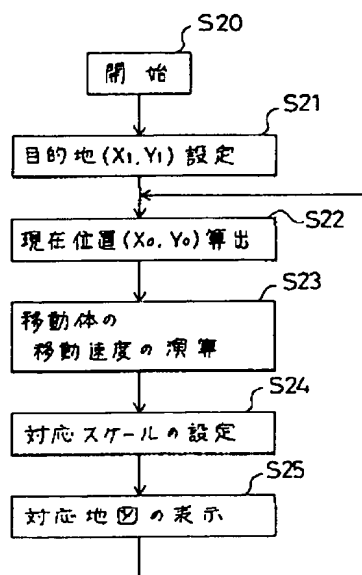 S20
開始
S21
目的地(X1,Y1)設定
S22
現在位置(X0,Y0)算出
S23
移動体の
移動速度の演算
S24
対応スケールの設定
S25
対応地図の表示